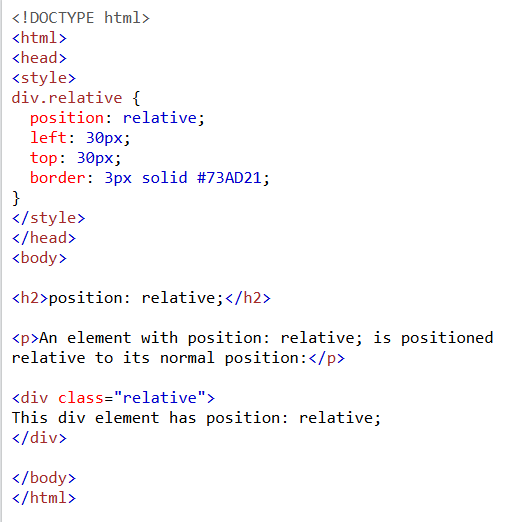 <!DOCTYPE html>
<html>
<head>
<style>
div.relative {
  position: relative;
  left: 30px;
  top: 30px;
  border: 3px solid #73AD21;
}
</style>
</head>
<body>

<h2>position: relative;</h2>

<p>An element with position: relative; is positioned
relative to its normal position:</p>

<div class="relative">
This div element has position: relative;
</div>

</body>
</html>